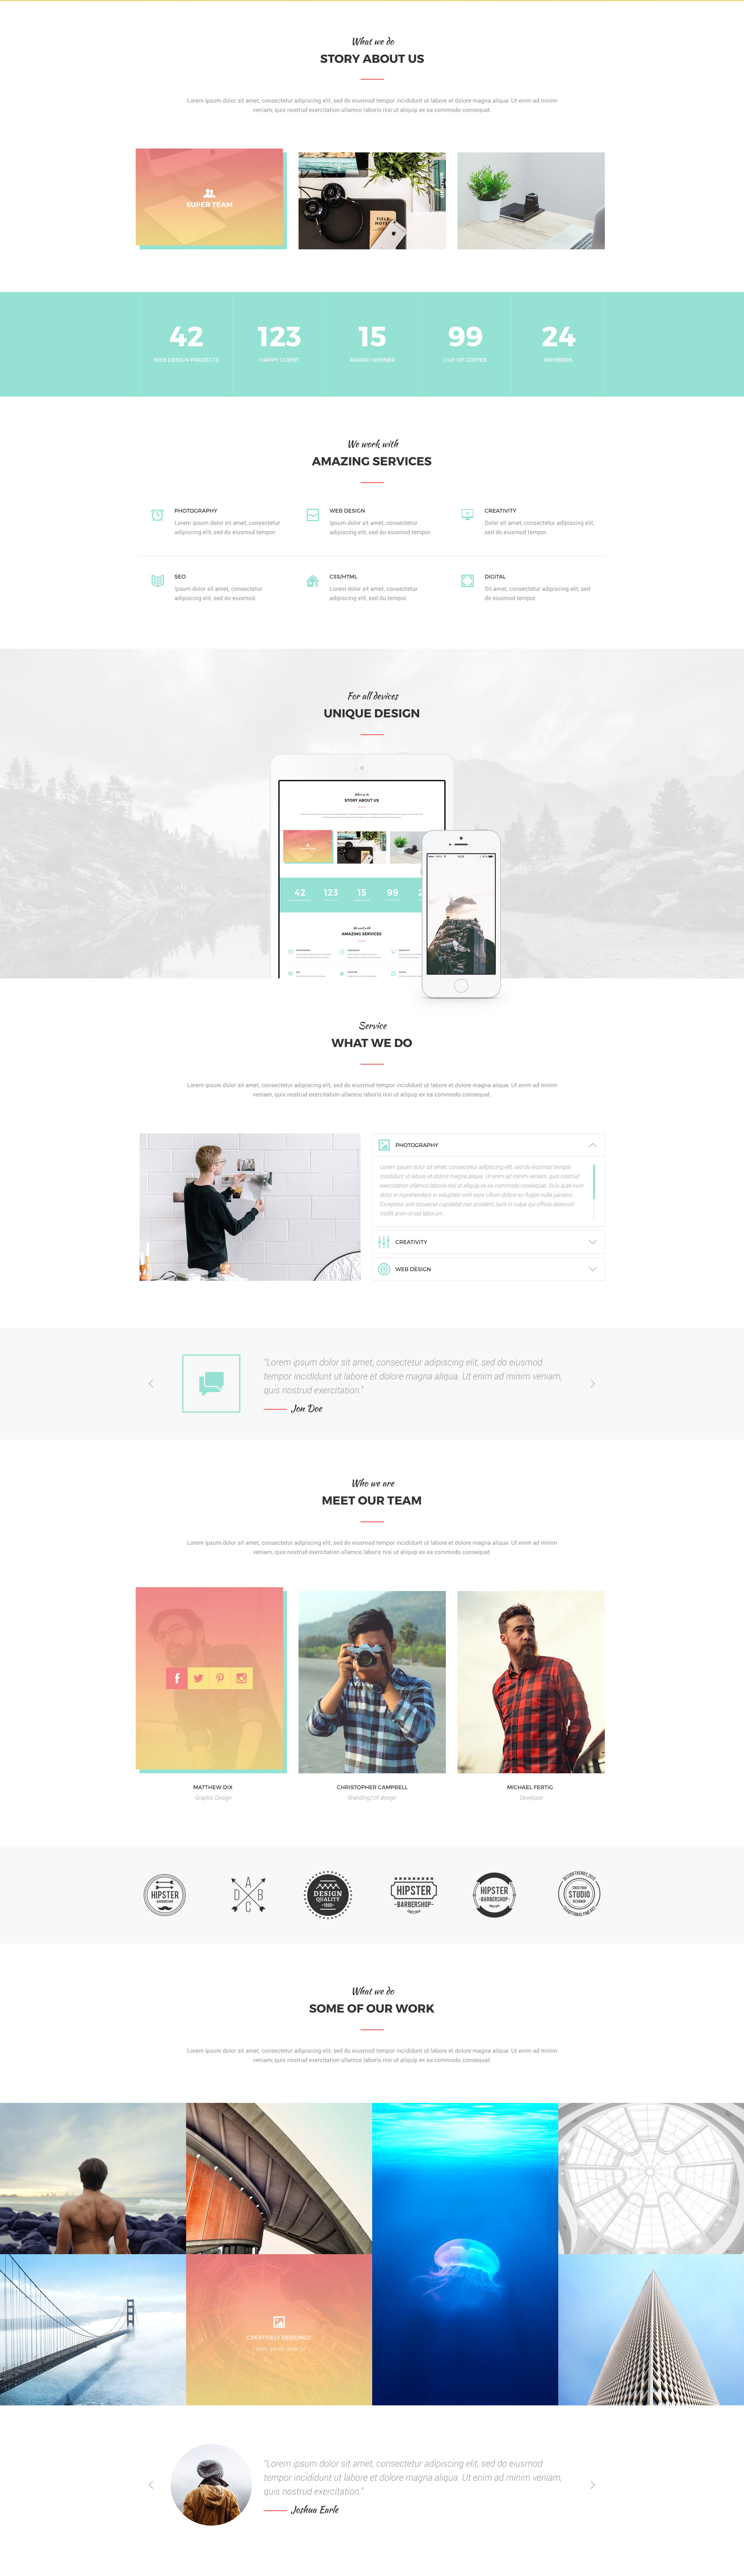 What we do
STORY ABOUT US
Lorem ipsum dolor sit amet, consectetur adipiscing elit, sed do eiusmod tempor incididunt ut labore et dolore magna aliqua. Ut enim ad minim
veniam, quis nostrud exercitation ullamco laboris nisi ut aliquip ex ea commodo consequat.
SUPER TEAM
FIELD NOTES
42
WEB DESIGN PROJECTS
123
HAPPY CLIENT
15
AWARD WINNER
99
CUP OF COFFEE
24
MEMBERS
We work with
AMAZING SERVICES
PHOTOGRAPHY
Lorem ipsum dolor sit amet, consectetur
adipiscing elit, sed do eiusmod tempor.
WEB DESIGN
Ipsum dolor sit amet, consectetur
adipiscing elit, sed do eiusmod tempor.
CREATIVITY
Dolor sit amet, consectetur adipiscing elit,
sed do eiusmod tempor.
SEO
Ipsum dolor sit amet, consectetur
adipiscing elit, sed do eiusmod.
CSS/HTML
Lorem dolor sit amet, consectetur
adipiscing elit, sed do tempor.
DIGITAL
Sit amet, consectetur adipiscing elit, sed
do eiusmod tempor.
For all devices
UNIQUE DESIGN
What we do
STORY ABOUT US
42
123
15
99
We work with
AMAZING SERVICES
Service
WHAT WE DO
Lorem ipsum dolor sit amet, consectetur adipiscing elit, sed do eiusmod tempor incididunt ut labore et dolore magna aliqua. Ut enim ad minim
veniam, quis nostrud exercitation ullamco laboris nisi ut aliquip ex ea commodo consequat.
PHOTOGRAPHY
Lorem ipsum dolor sit amet, consectetur adipiscing elit, sed do eiusmod tempor
incididunt ut labore et dolore magna aliqua. Ut enim ad minim veniam, quis nostrud
exercitation ullamco laboris nisi ut aliquip ex ea commodo consequat. Duis aute irure
dolor in reprehenderit in voluptate velit esse cillum dolore eu fugiat nulla pariatur.
Excepteur sint occaecat cupidatat non proident, sunt in culpa qui officia deserunt
mollit anim id est laborum.
CREATIVITY
WEB DESIGN
“Lorem ipsum dolor sit amet, consectetur adipiscing elit, sed do eiusmod
tempor incididunt ut labore et dolore magna aliqua. Ut enim ad minim veniam,
quis nostrud exercitation.”
Jon Doe
Who we are
MEET OUR TEAM
Lorem ipsum dolor sit amet, consectetur adipiscing elit, sed do eiusmod tempor incididunt ut labore et dolore magna aliqua. Ut enim ad minim
veniam, quis nostrud exercitation ullamco laboris nisi ut aliquip ex ea commodo consequat.
MATTHEW DIX
Graphic Design
CHRISTOPHER CAMPBELL
Branding/UX design
MICHAEL FERTIG
Developer
HIPSTER
BARBERSHOP
A
D B
C
DESIGN
QUALITY
1980
HIPSTER
-BARBERSHOP-
HIPSTER
-BARBERSHOP-
STUDIO
DESIGNER
What we do
SOME OF OUR WORK
Lorem ipsum dolor sit amet, consectetur adipiscing elit, sed do eiusmod tempor incididunt ut labore et dolore magna aliqua. Ut enim ad minim
veniam, quis nostrud exercitation ullamco laboris nisi ut aliquip ex ea commodo consequat.
CREATIVELY DESIGNED
Lorem ipsum dolor sit
“Lorem ipsum dolor sit amet, consectetur adipiscing elit, sed do eiusmod
tempor incididunt ut labore et dolore magna aliqua. Ut enim ad minim veniam,
quis nostrud exercitation.”
Joshua Earle